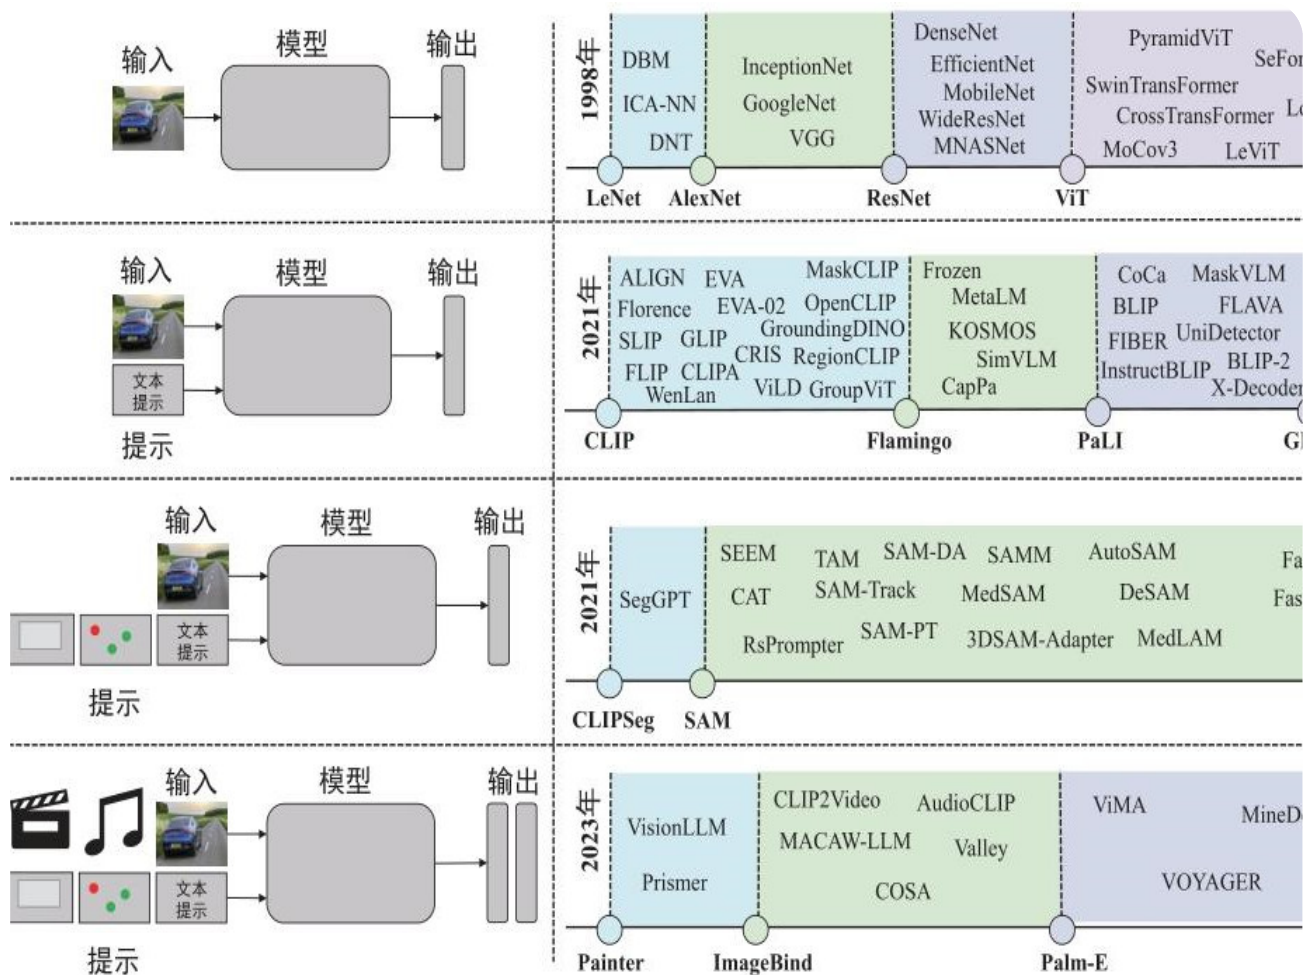 输入
模型
输出
1998年
DBM
ICA-NN
DNT
InceptionNet
GoogleNet
VGG
DenseNet
EfficientNet
MobileNet
WideResNet
MNASNet
PyramidViT
SeFor
SwinTransFormer
CrossTransFormer
MoCov3
LeViT
LeNet
AlexNet
ResNet
ViT
输入
模型
输出
文本
提示
提示
2021年
ALIGN
EVA
MaskCLIP
Florence
EVA-02
OpenCLIP
SLIP
GLIP
GroundingDINO
CRIS
RegionCLIP
FLIP
CLIPA
WenLan
ViLD
GroupViT
Frozen
MetaLM
KOSMOS
SimVLM
CapPa
CoCa
MaskVLM
BLIP
FLAVA
FIBER
UniDetector
InstructBLIP
BLIP-2
X-Decoder
CLIP
Flamingo
PaLI
输入
模型
输出
文本
提示
提示
2021年
SegGPT
SEEM
TAM
SAM-DA
SAMM
AutoSAM
Fa
CAT
SAM-Track
MedSAM
DeSAM
Fas
RsPrompter
SAM-PT
3DSAM-Adapter
MedLAM
CLIPSeg
SAM
输入
模型
输出
文本
提示
提示
2023年
VisionLLM
Prismer
CLIP2Video
AudioCLIP
MACAW-LLM
Valley
COSA
ViMA
MineD
VOYAGER
Painter
ImageBind
Palm-E